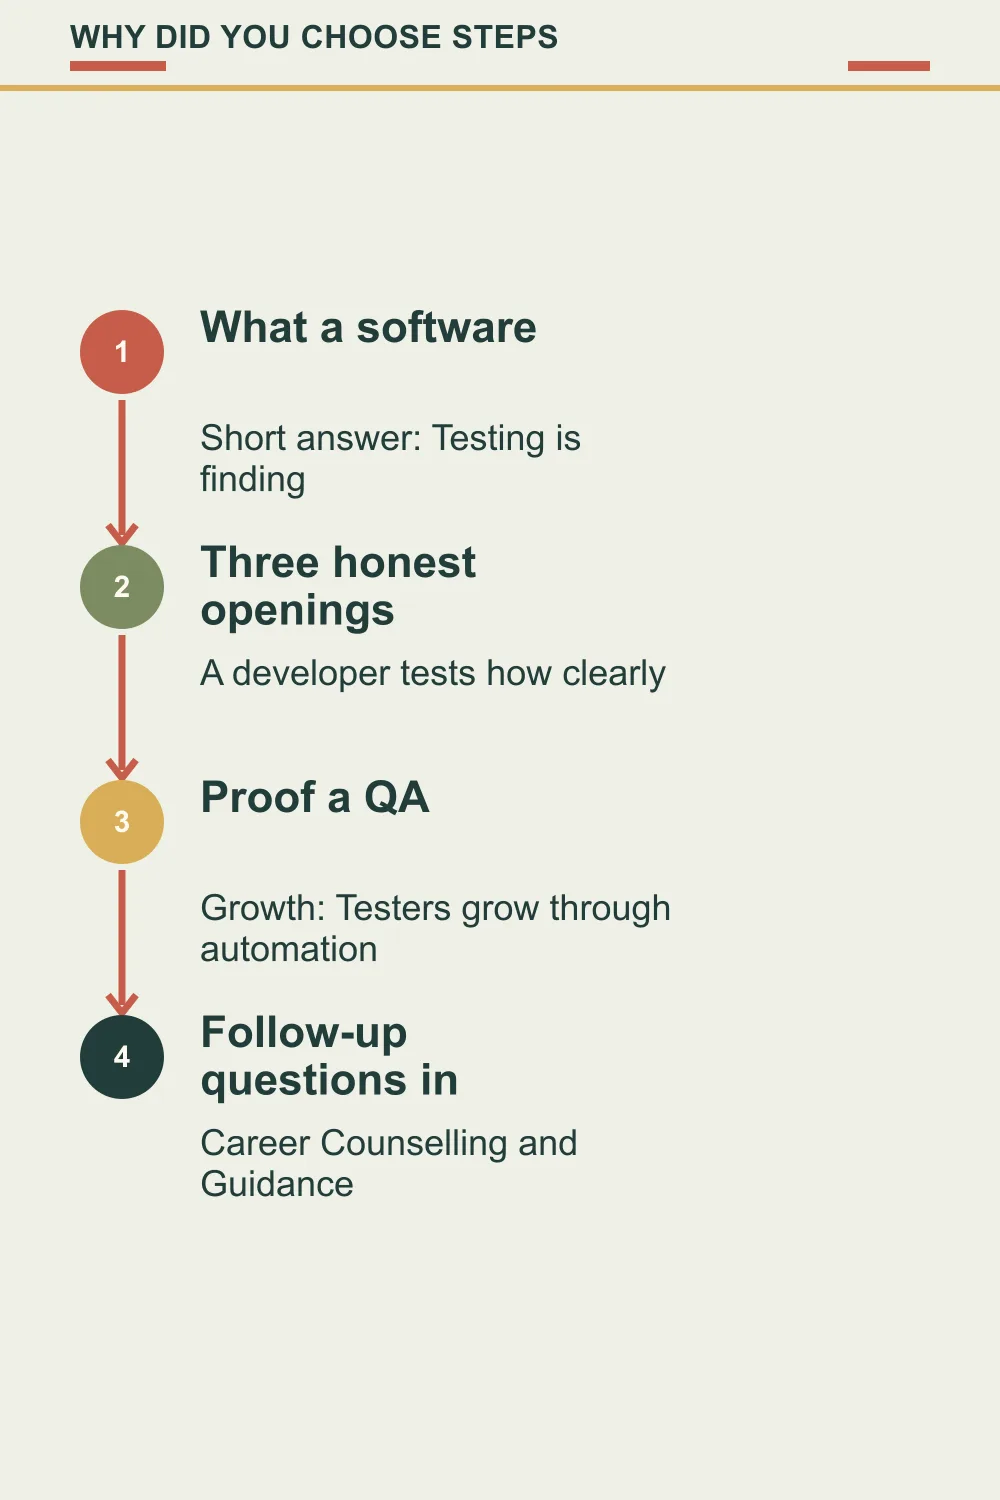 WHY DID YOU CHOOSE STEPS
1
What a software
Short answer: Testing is
finding
2
Three honest
openings
A developer tests how clearly
3
Proof a QA
Growth: Testers grow through
automation
4
Follow-up
questions in
Career Counselling and
Guidance